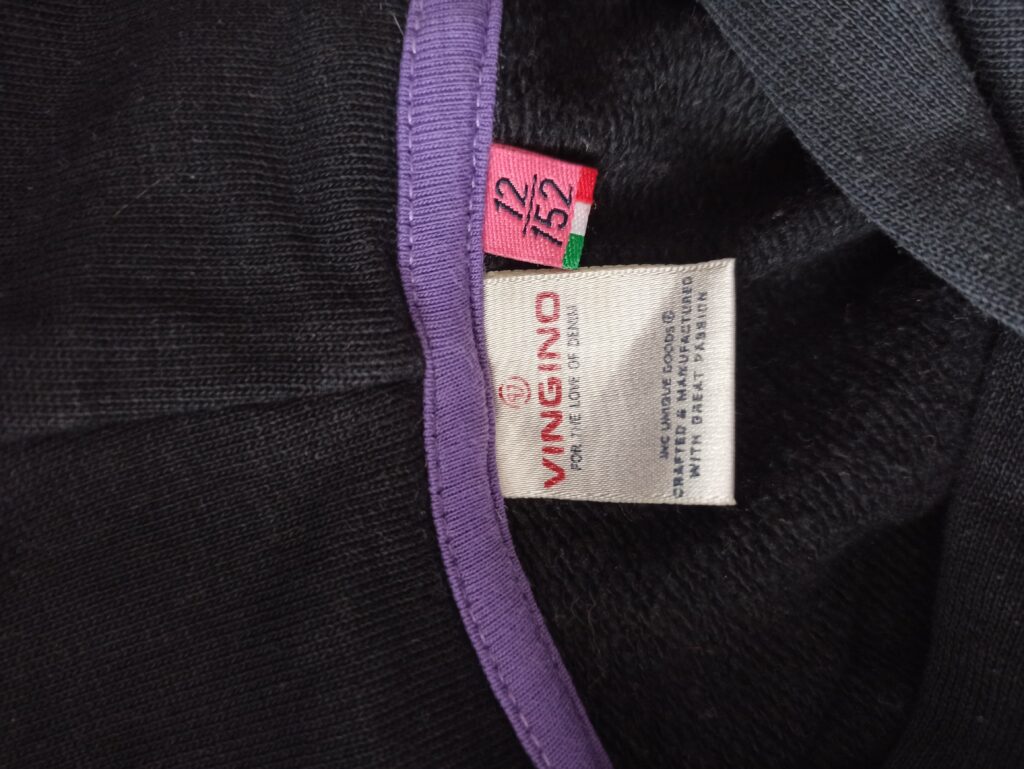 12
152
VINGINO
FOR THE LOVE OF DENIM
INC UNIQUE GOODS®
CRAFTED & MANUFACTURED
WITH GREAT PASSION